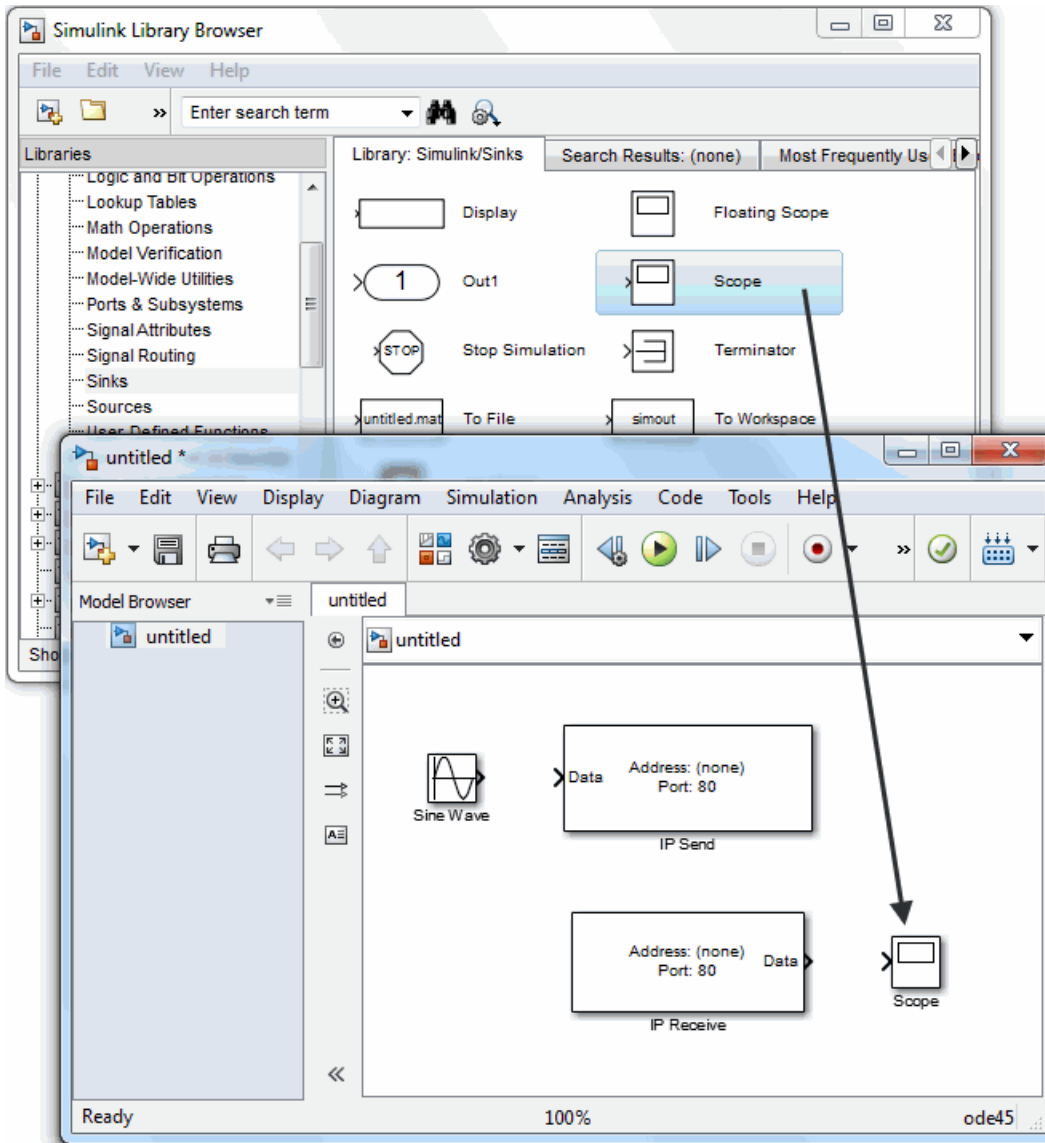 Simulink Library Browser
File Edit View Help
» Enter search term
Libraries
Library: Simulink/Sinks Search Results: (none) Most Frequently Us
Logic and Bit Operations
Lookup Tables
Math Operations
Model Verification
Model-Wide Utilities
Ports & Subsystems
Signal Attributes
Signal Routing
Sinks
Sources
User-Defined Functions
Display
Floating Scope
1 Out1
Scope
STOP Stop Simulation
Terminator
untitled.mat To File
simout To Workspace
Sho
untitled *
File Edit View Display Diagram Simulation Analysis Code Tools Help
»
Model Browser
untitled
untitled
untitled
Sine Wave
Data Address: (none)
Port: 80
IP Send
Address: (none) Data
Port: 80
IP Receive
Scope
Ready 100% ode45